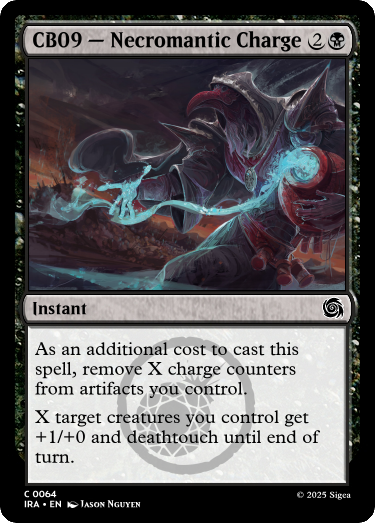 CB09 — Necromantic Charge 2
Instant
As an additional cost to cast this
spell, remove X charge counters
from artifacts you control.
X target creatures you control get
+1/+0 and deathtouch until end of
turn.
C 0064
IRA • EN Jason Nguyen
© 2025 Sigea